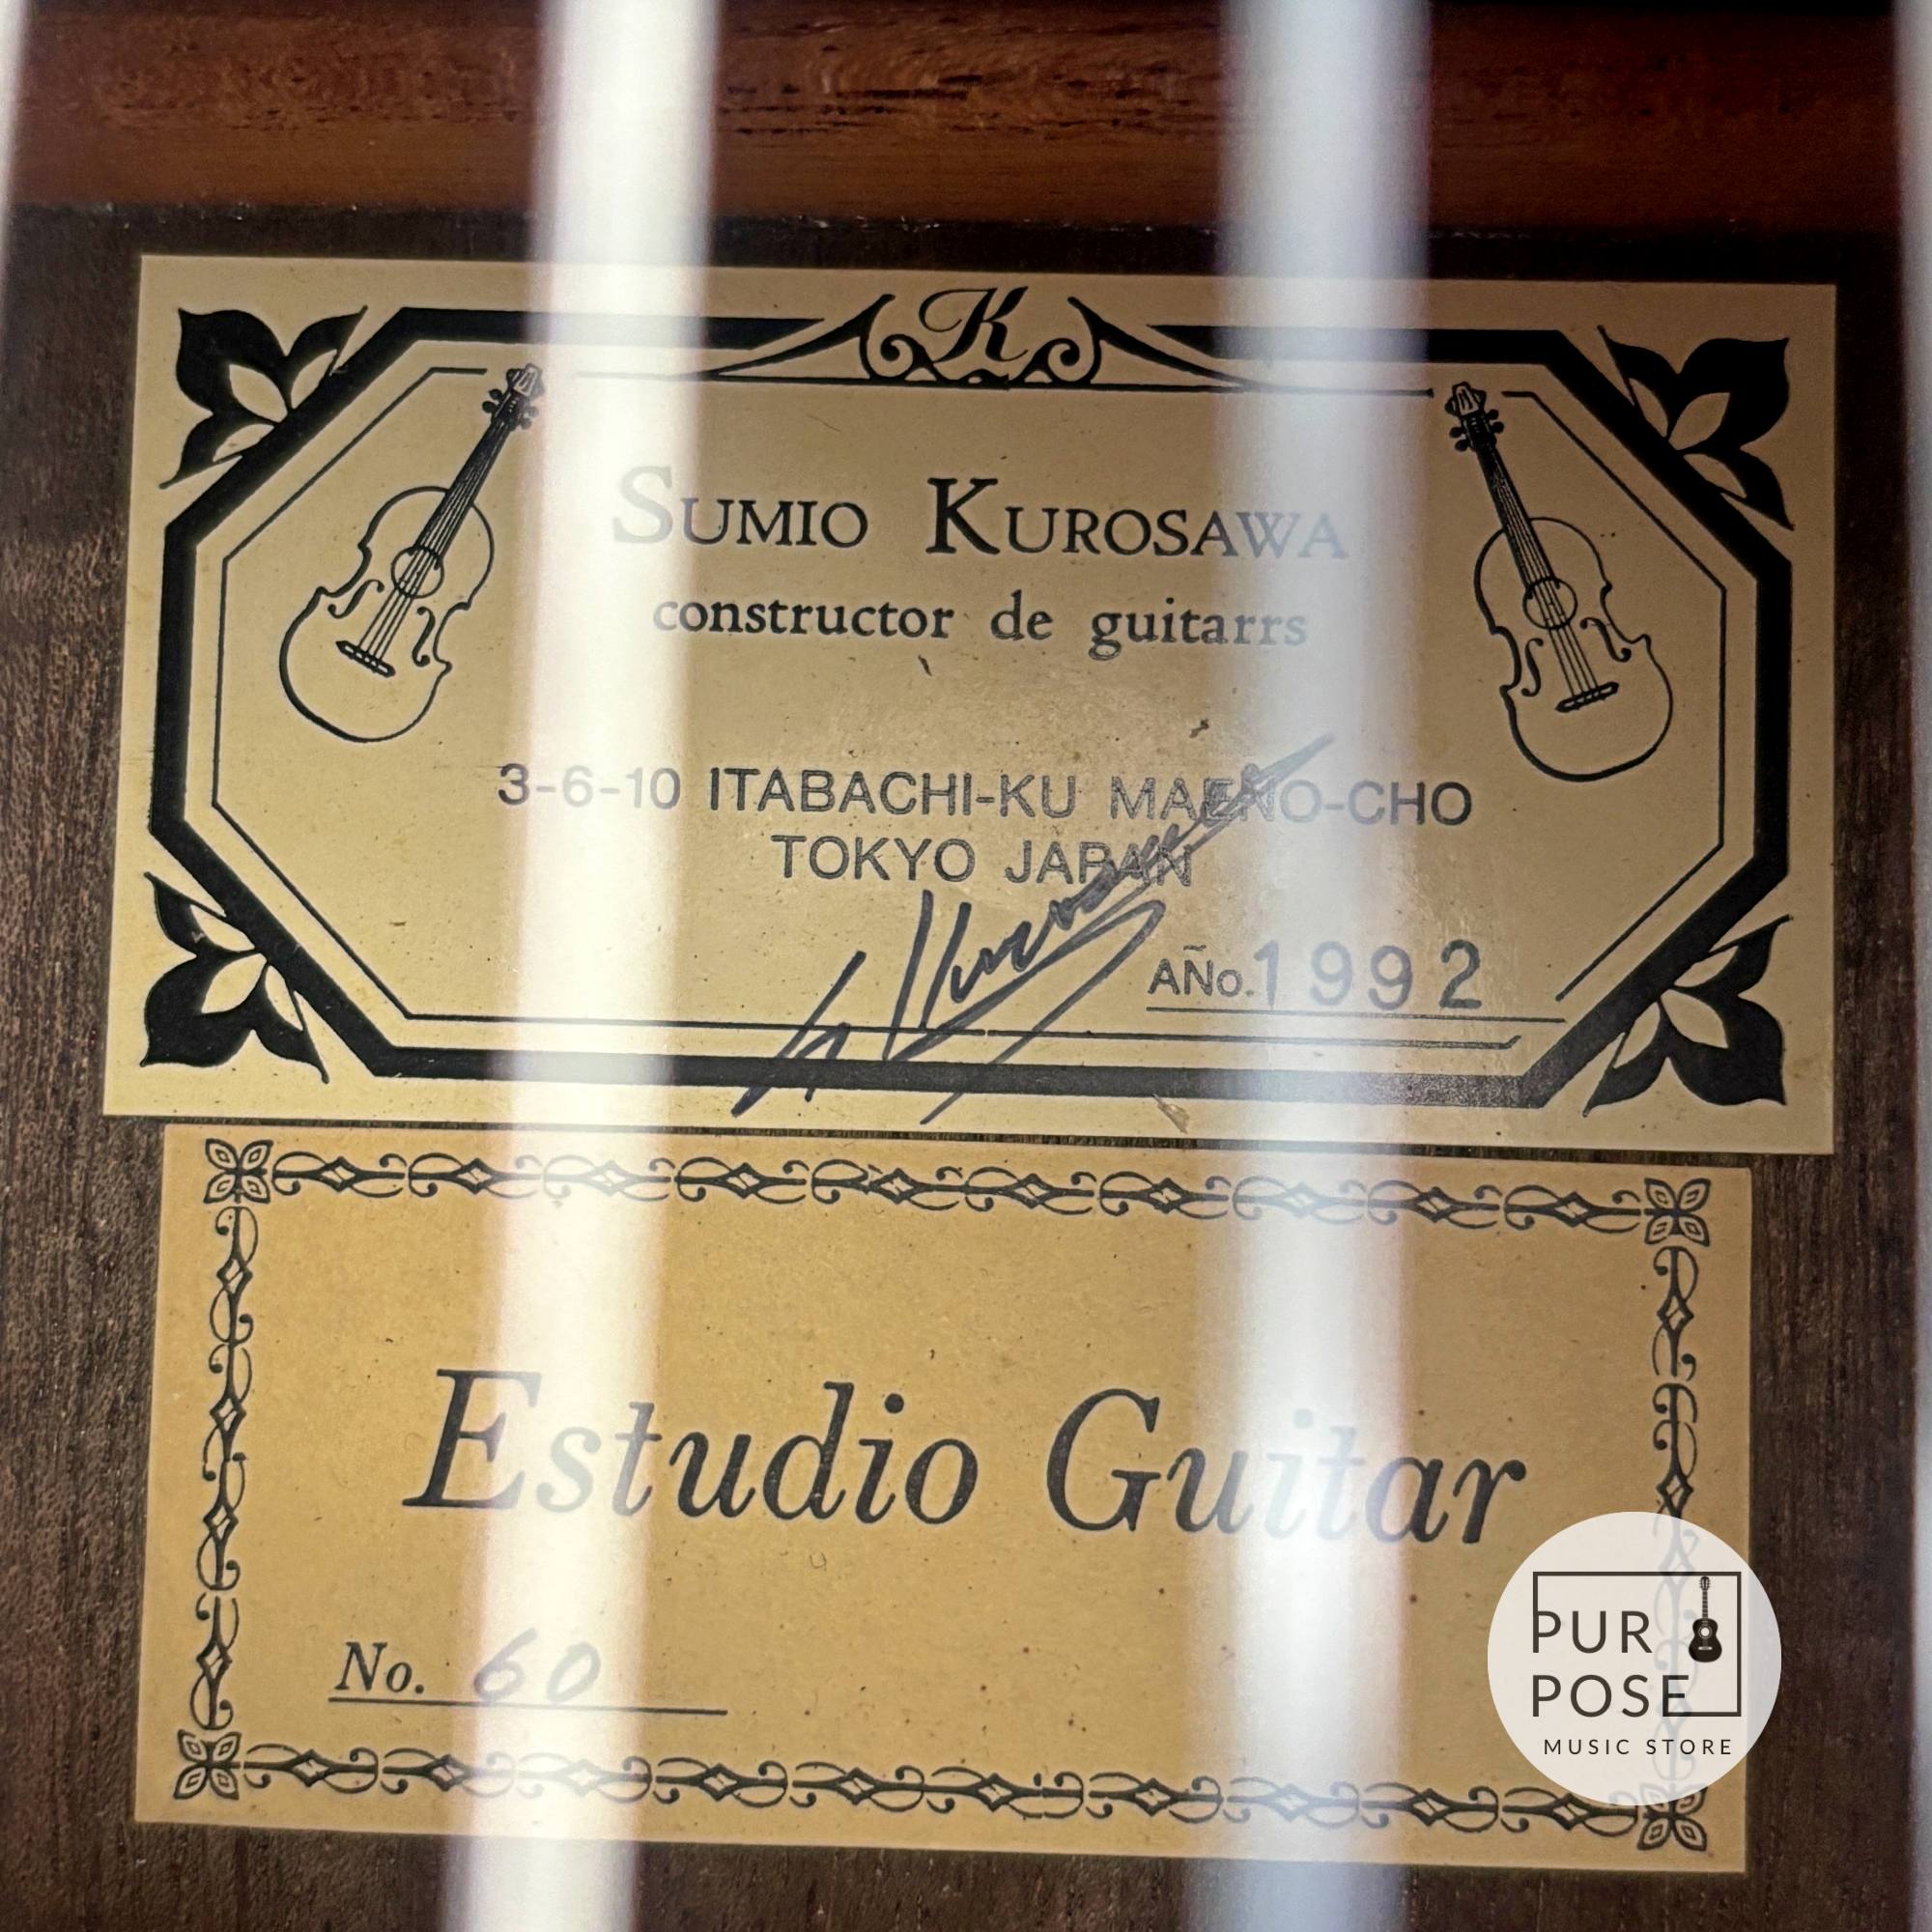 K
SUMIO KUROSAWA
constructor de guitarrs
3-6-10 ITABACHI-KU MAENO-CHO
TOKYO JAPAN
AÑo. 1992
Estudio Guitar
No. 60
PUR
POSE
MUSIC STORE